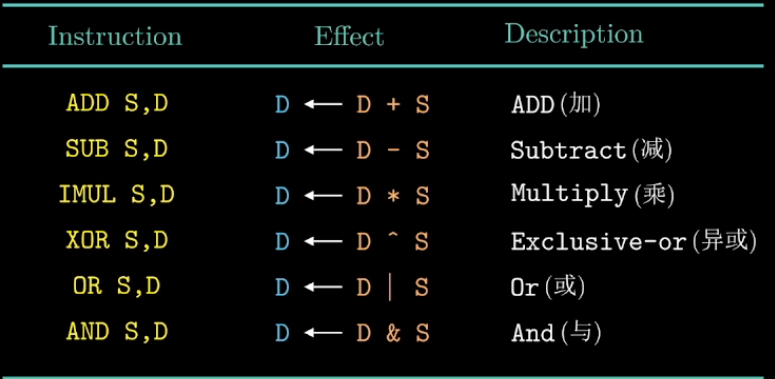 Instruction Effect Description
ADD S,D D ⟵ D + S ADD(加)
SUB S,D D ⟵ D - S Subtract(减)
IMUL S,D D ⟵ D * S Multiply(乘)
XOR S,D D ⟵ D ^ S Exclusive-or(异或)
OR S,D D ⟵ D | S Or(或)
AND S,D D ⟵ D & S And(与)